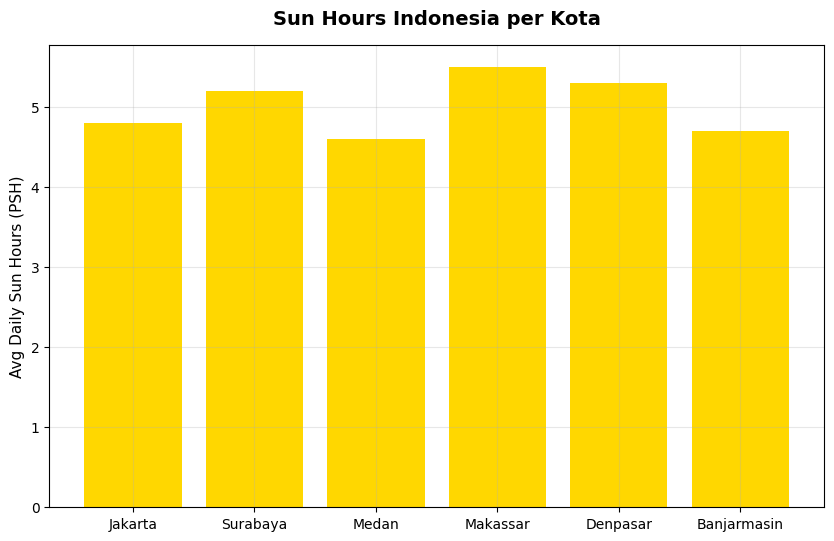 Sun Hours Indonesia per Kota
Avg Daily Sun Hours (PSH)
5
4
3
2
1
0
Jakarta Surabaya Medan Makassar Denpasar Banjarmasin